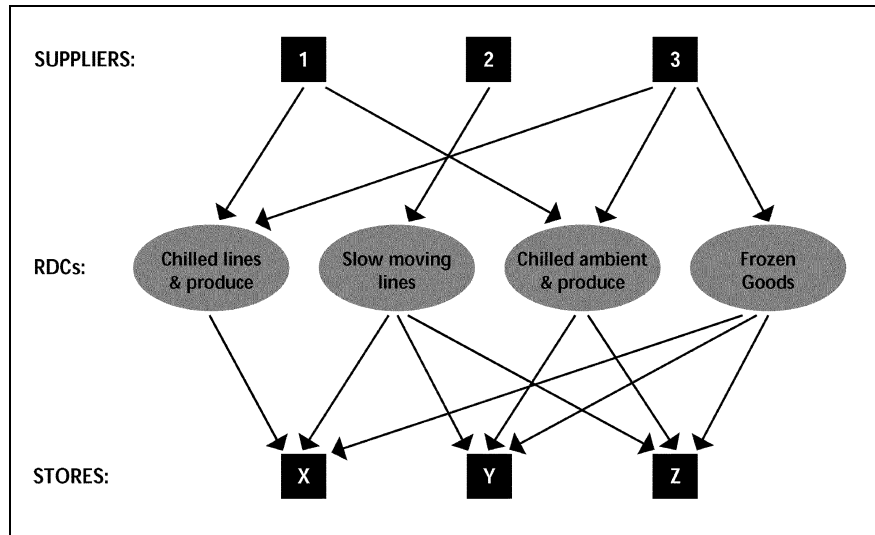 SUPPLIERS:
1
2
3
RDCs:
Chilled lines
& produce
Slow moving
lines
Chilled ambient
& produce
Frozen
Goods
STORES:
X
Y
Z